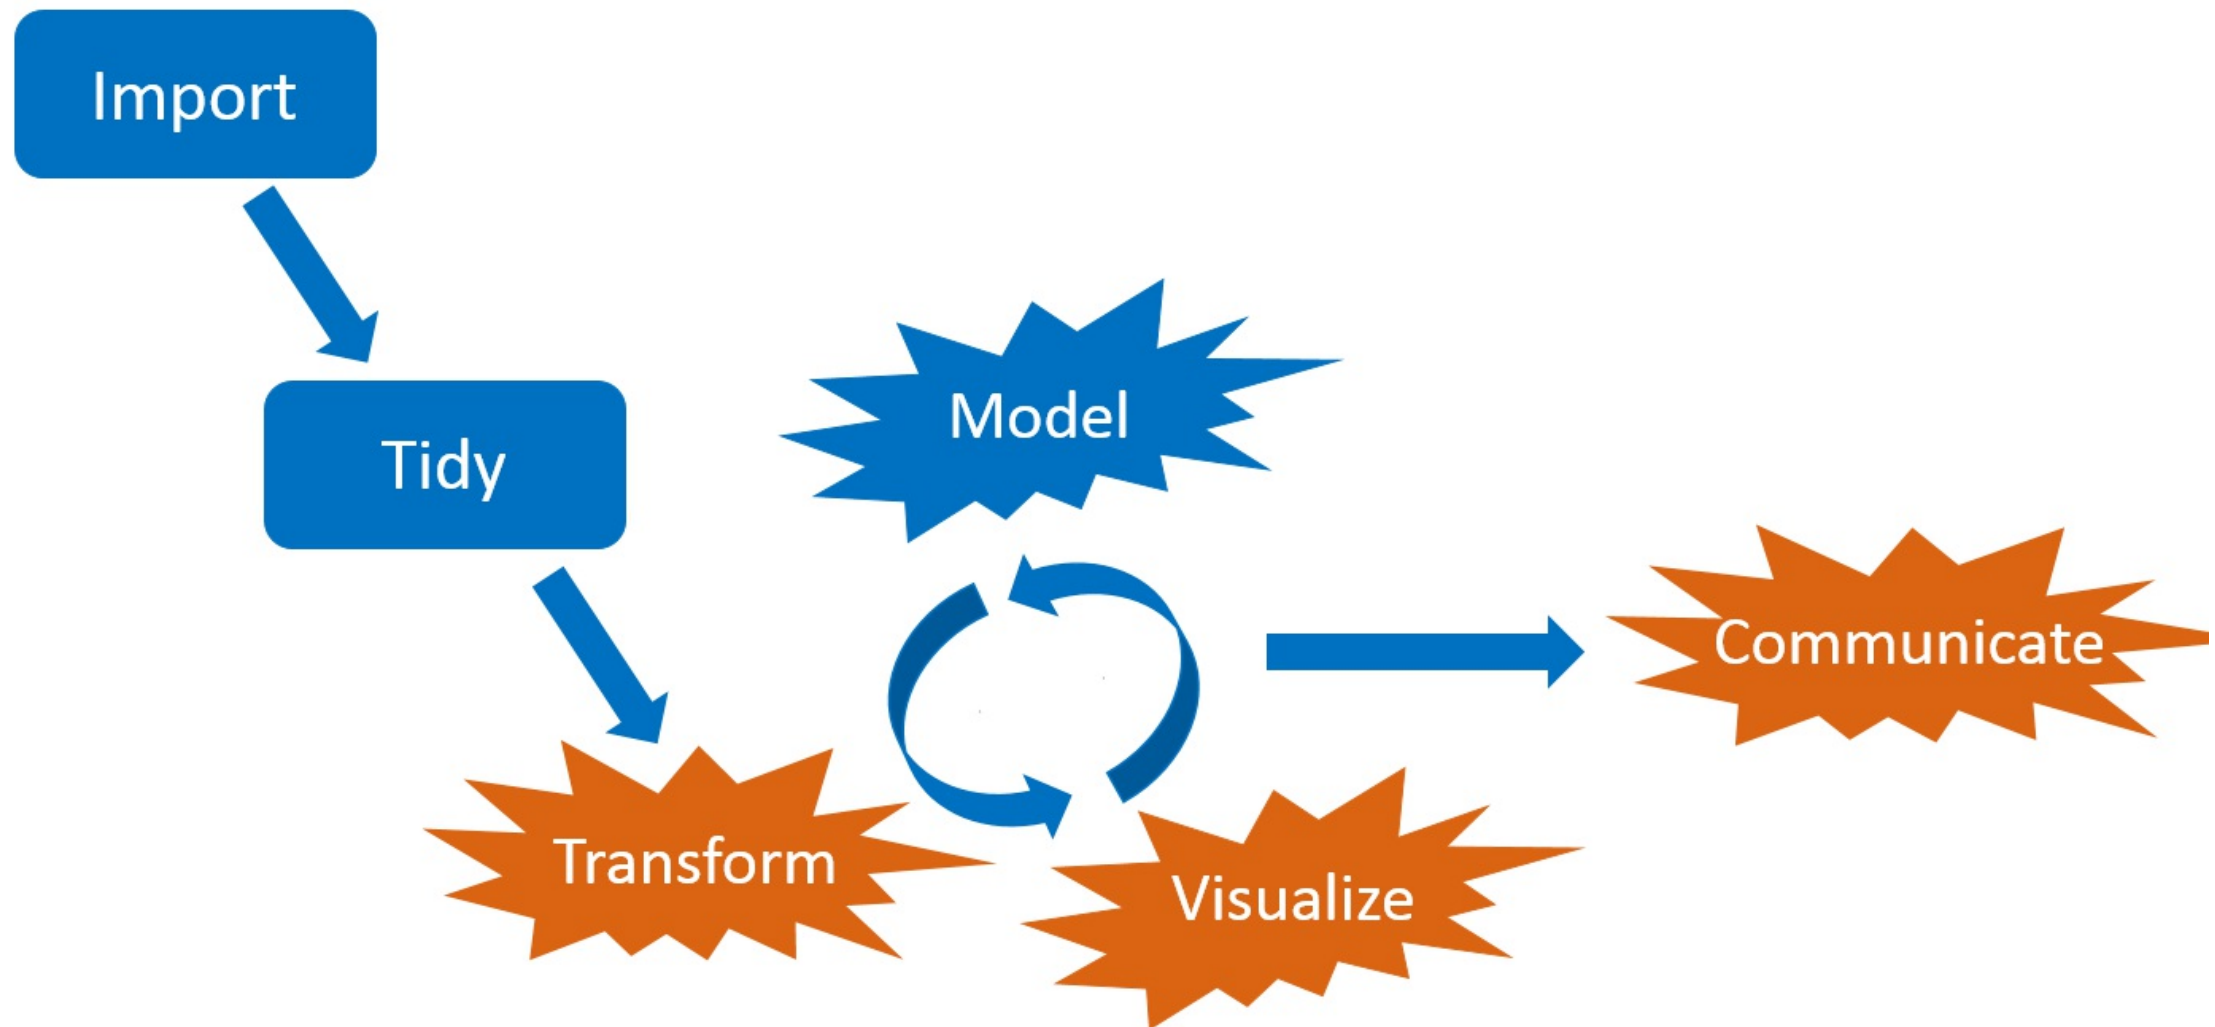 Import
Tidy
Model
Communicate
Transform
Visualize